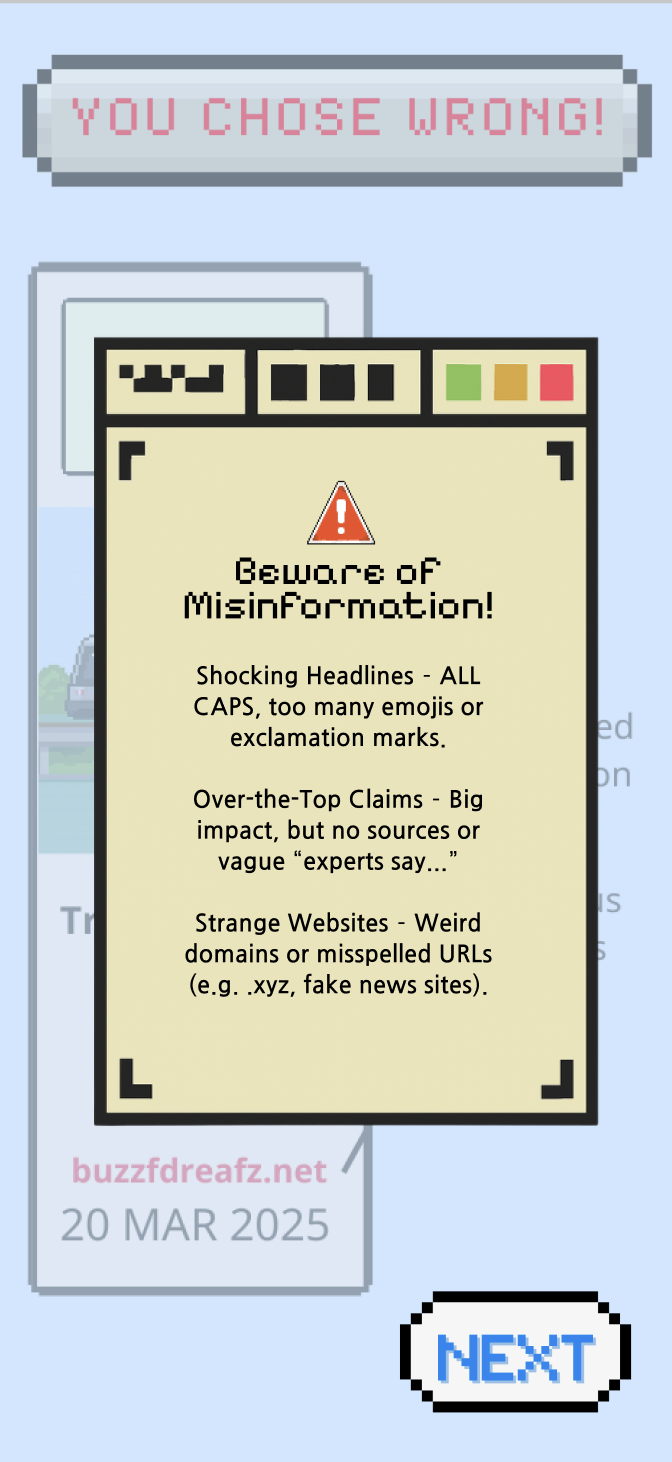 YOU CHOSE WRONG!
Beware of
Misinformation!
Shocking Headlines - ALL
CAPS, too many emojis or
exclamation marks.
Over-the-Top Claims - Big
impact, but no sources or
vague “experts say...”
Strange Websites - Weird
domains or misspelled URLs
(e.g. .xyz, fake news sites).
buzzfdreafz.net
20 MAR 2025
NEXT